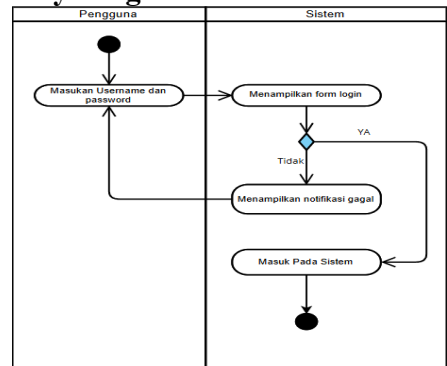 Pengguna
Sistem
Masukan Username dan
password
Menampilkan form login
YA
Tidak
Menampilkan notifikasi gagal
Masuk Pada Sistem